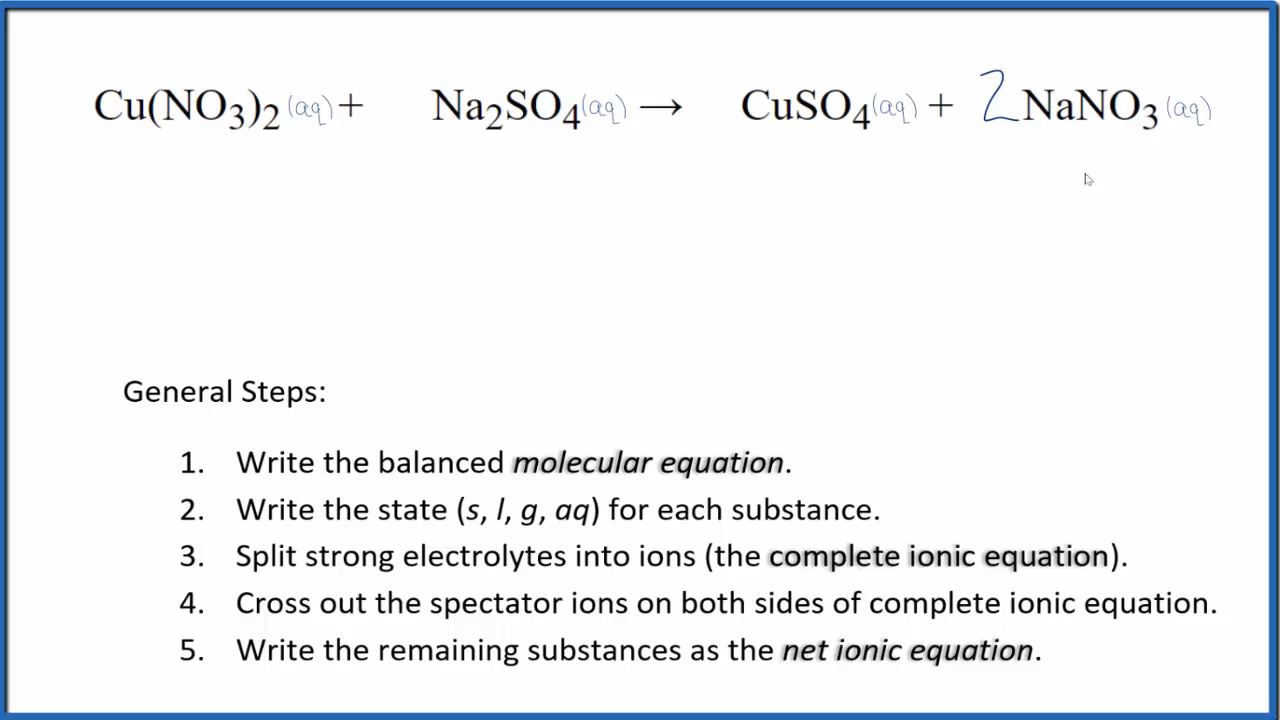 Cu(NO₃)₂(aq) + Na₂SO₄(aq) → CuSO₄(aq) + 2 NaNO₃(aq)
General Steps:
1. Write the balanced molecular equation.
2. Write the state (s, l, g, aq) for each substance.
3. Split strong electrolytes into ions (the complete ionic equation).
4. Cross out the spectator ions on both sides of complete ionic equation.
5. Write the remaining substances as the net ionic equation.